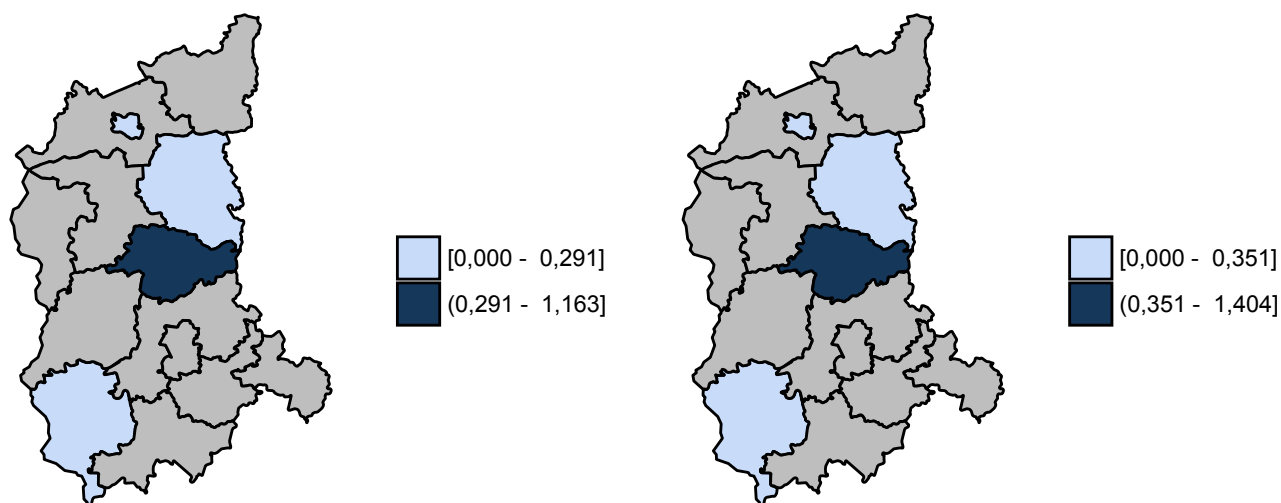 [0,000 - 0,291]
(0,291 - 1,163]
[0,000 - 0,351]
(0,351 - 1,404]